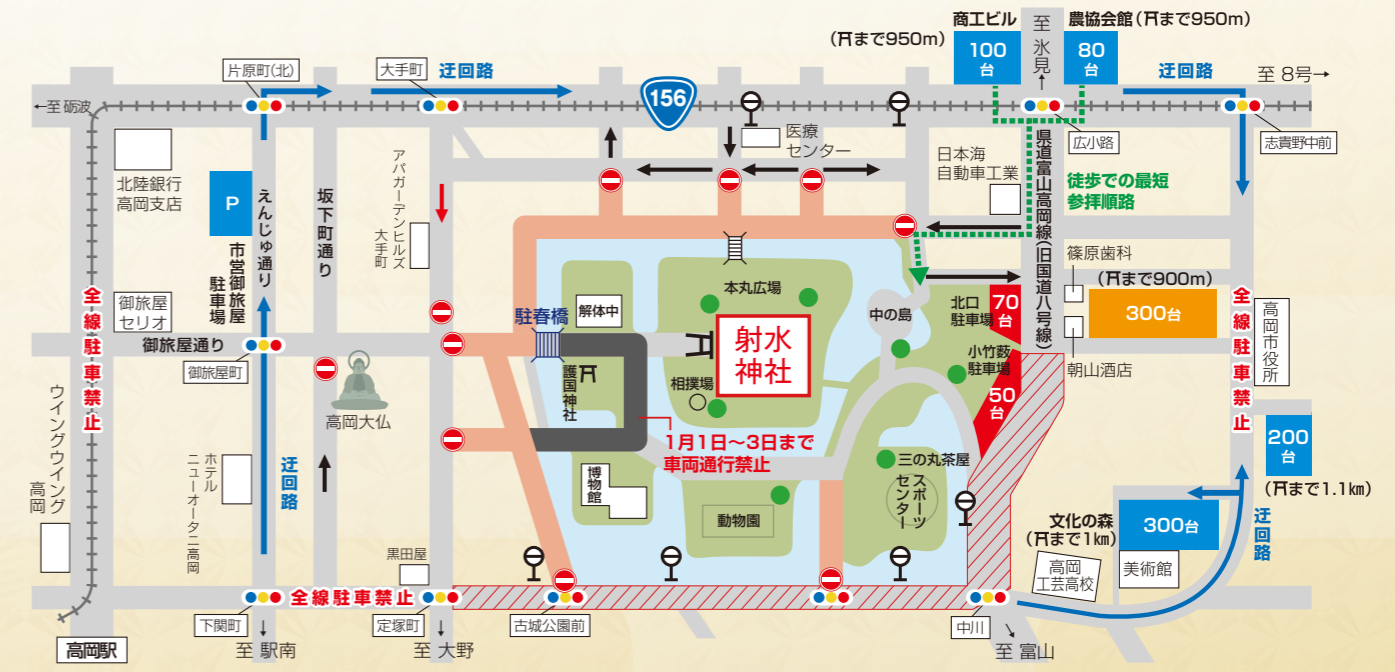 商工ビル
(⛩まで950m)
100
台
至 氷見
農協会館(⛩まで950m)
80
台
片原町(北)
迂回路
大手町
156
迂回路
至 8号→
←至 砺波
広小路
志貴野中前
医療
センター
日本海
自動車工業
徒歩での最短
参拝順路
北陸銀行
高岡支店
P
市営御旅屋
駐車場
えんじゅ通り
坂下町通り
アパガーデンヒルズ
大手町
県道富山高岡線(旧国道八号線)
篠原歯科
(⛩まで900m)
300台
朝山酒店
全線駐車禁止
高岡市役所
全線駐車禁止
御旅屋
セリオ
御旅屋通り
御旅屋町
高岡大仏
駐春橋
解体中
護国神社
本丸広場
射水
神社
相撲場
中の島
北口
駐車場
70
台
小竹薮
駐車場
50
台
1月1日～3日まで
車両通行禁止
博物館
動物園
三の丸茶屋
スポーツ
センター
ウイングウイング
高岡
ホテル
ニューオータニ高岡
迂回路
200
台
(⛩まで1.1km)
文化の森
(⛩まで1km)
300台
迂回路
高岡
工芸高校
美術館
黒田屋
全線駐車禁止
高岡駅
下関町
至 駅南
定塚町
至 大野
古城公園前
中川
至 富山